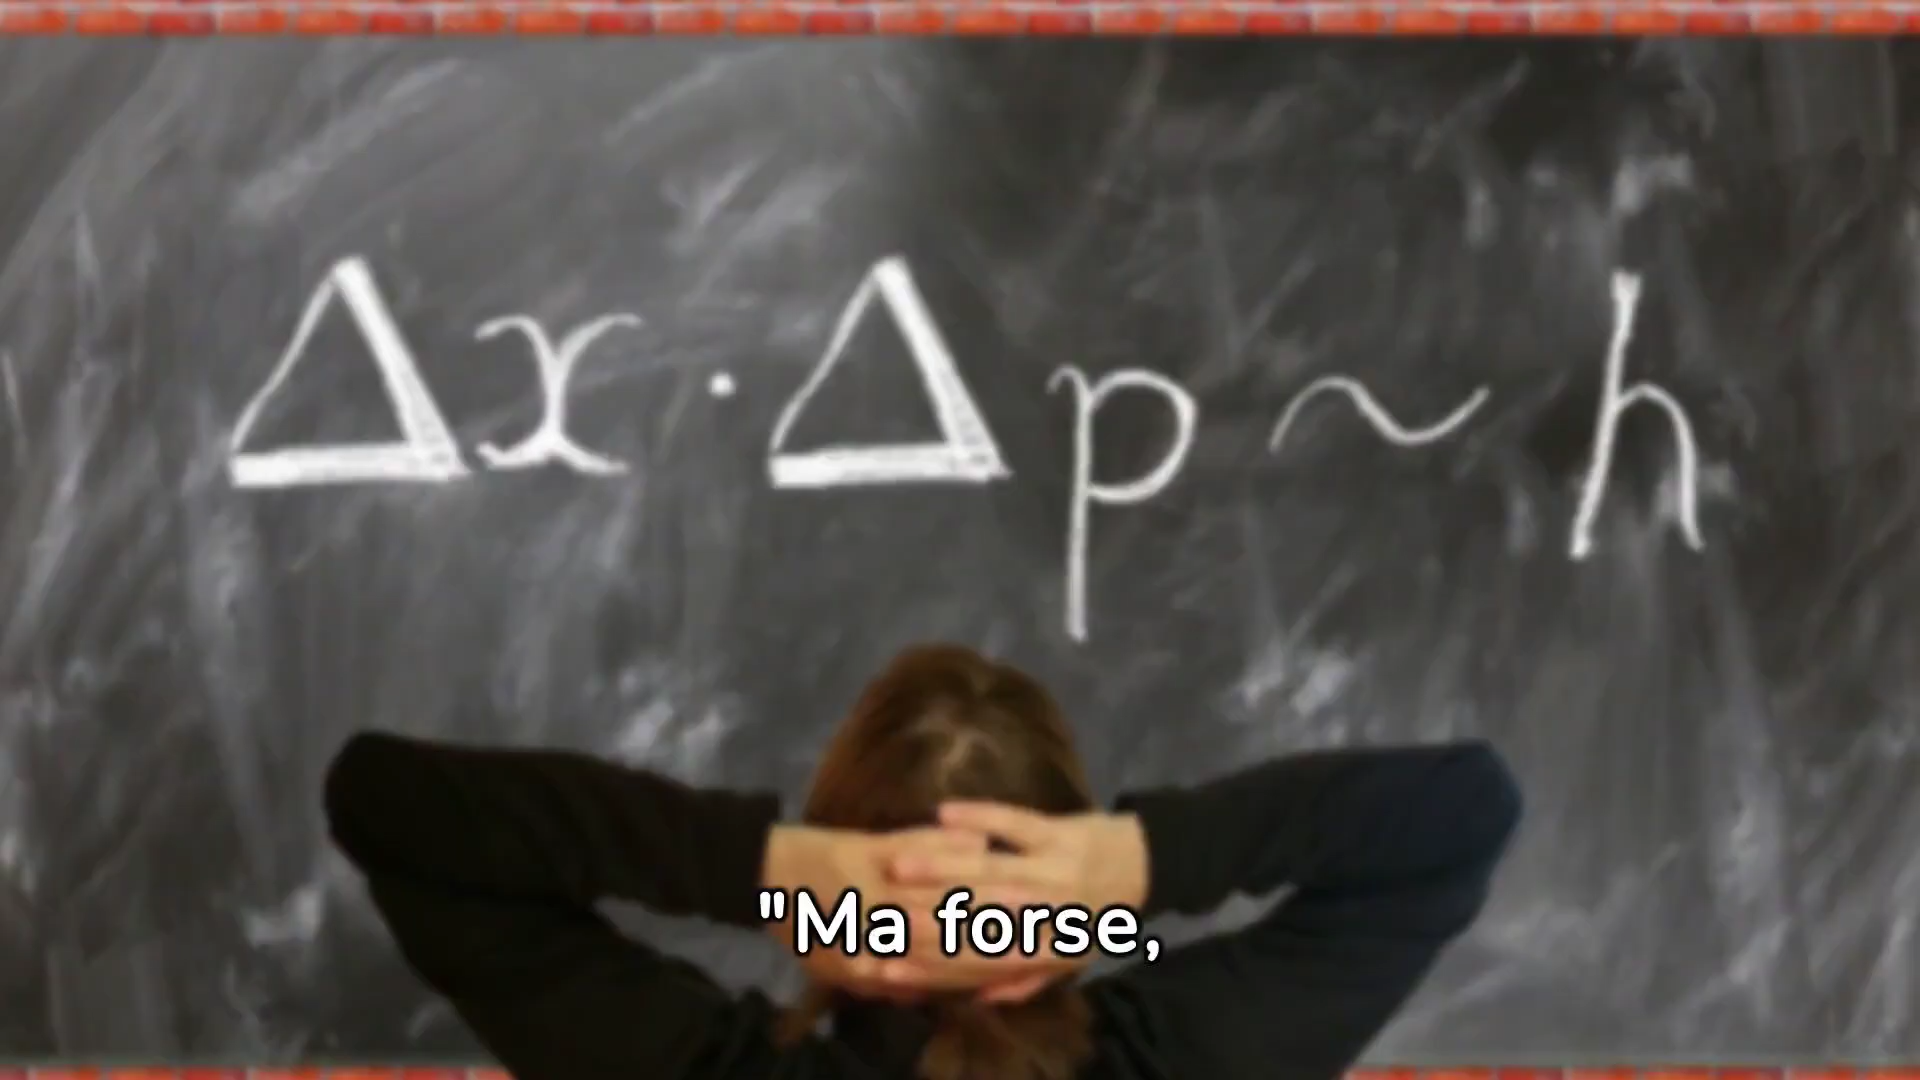 Δx · Δp ~ h
"Ma forse,